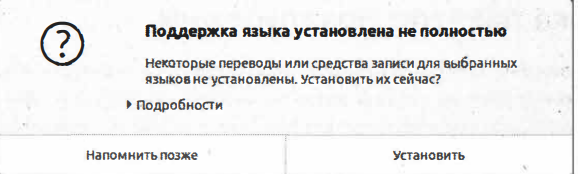 Поддержка языка установлена не полностью
Некоторые переводы или средства записи для выбранных
языков не установлены. Установить их сейчас?
Подробности
Напомнить позже
Установить